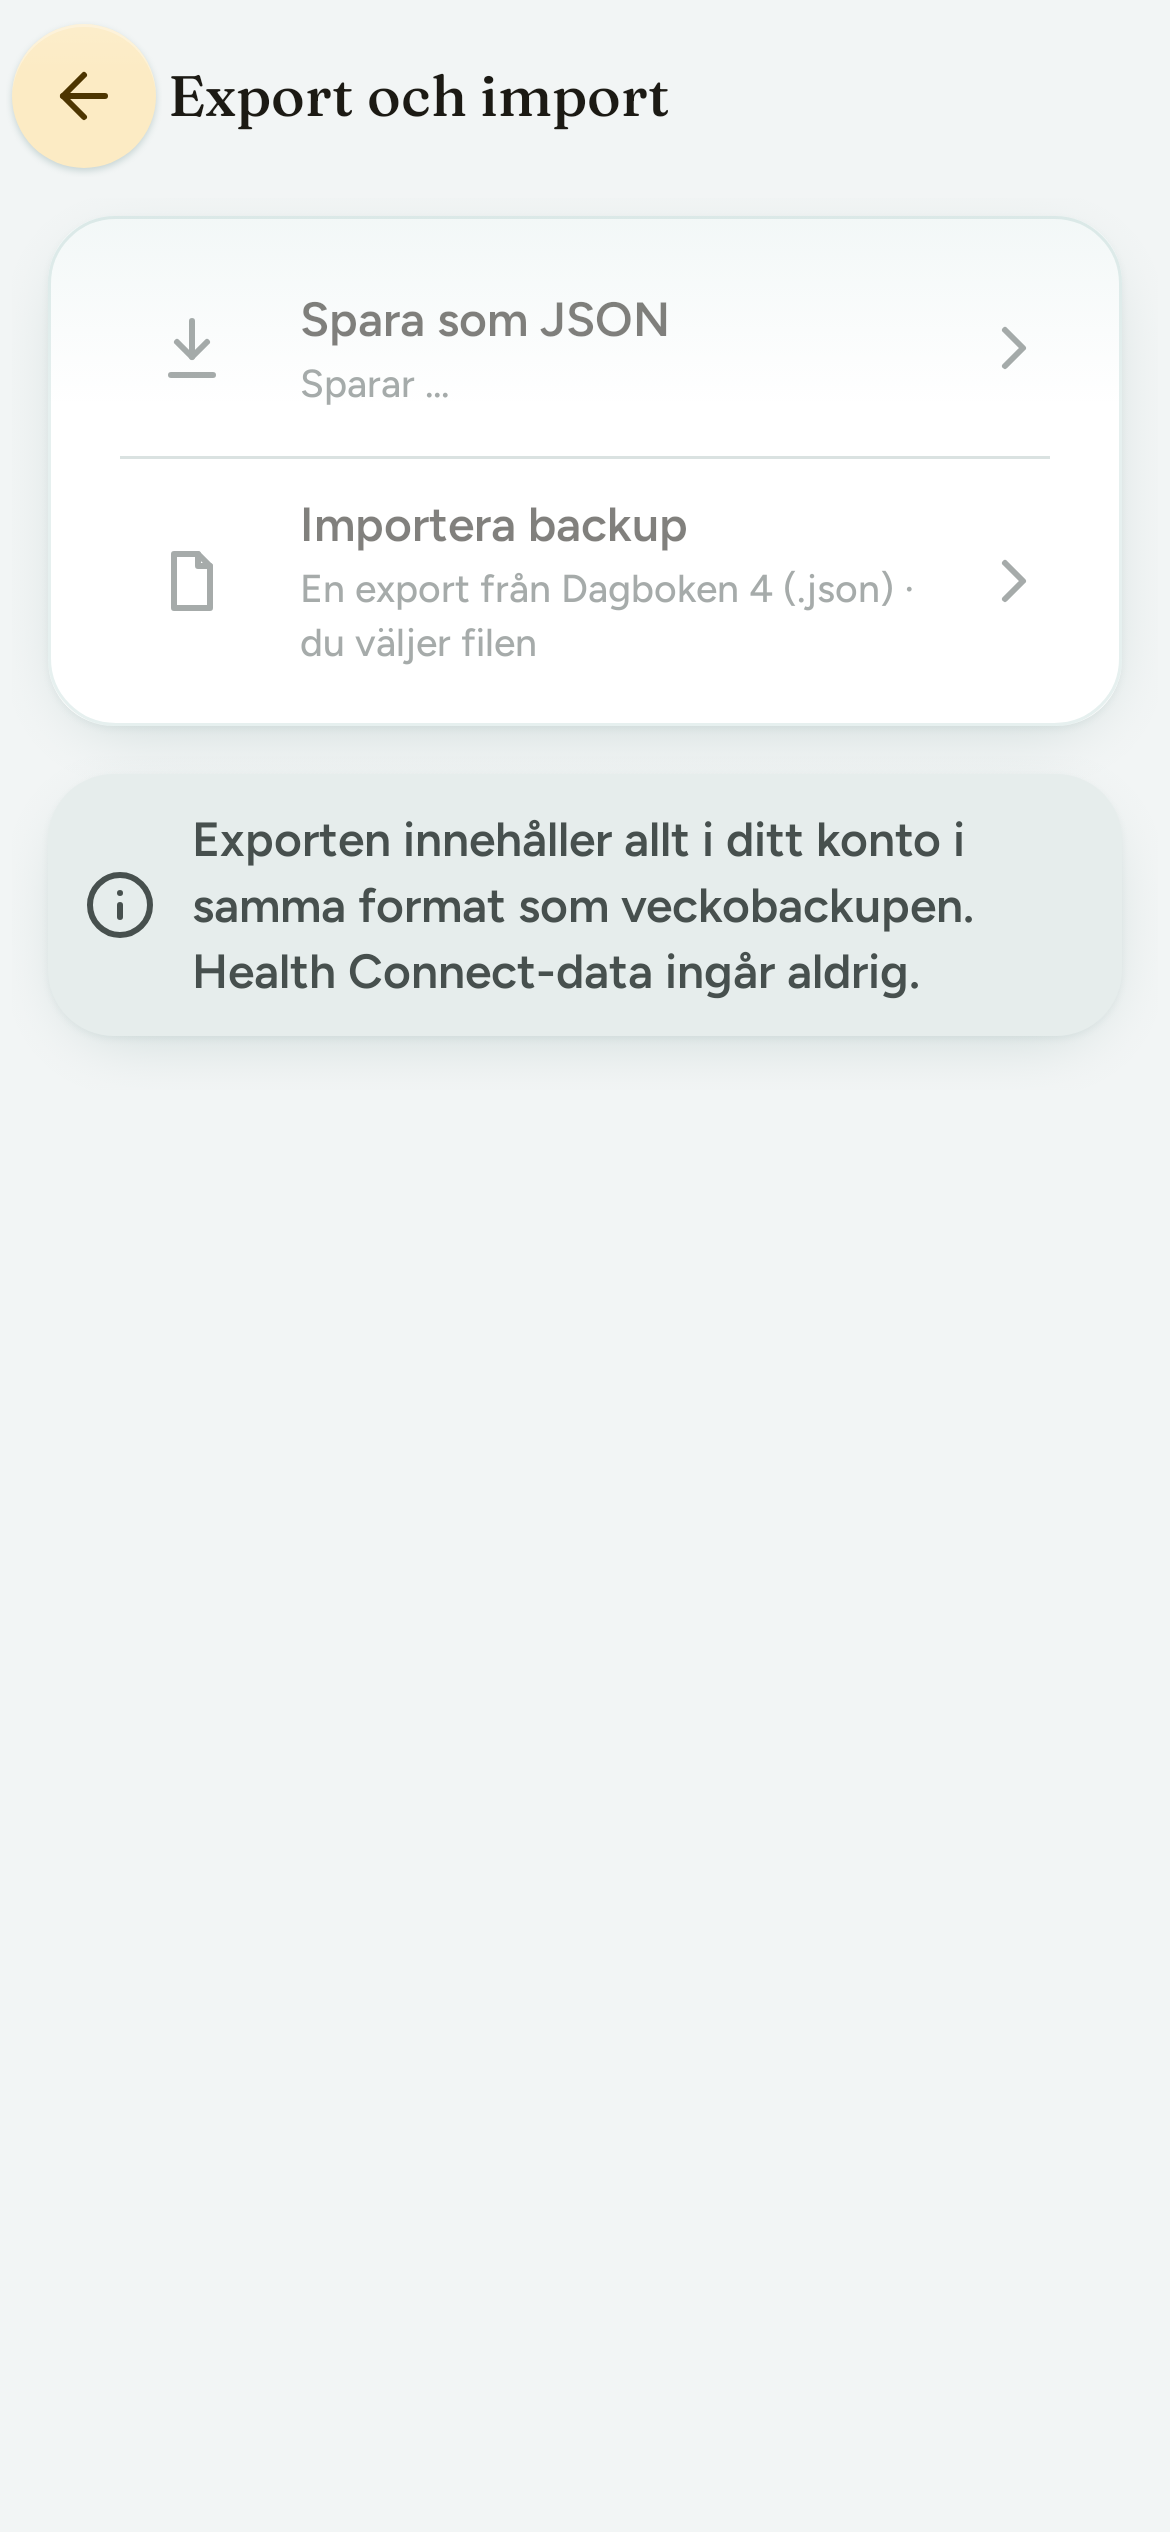 Export och import
Spara som JSON
Sparar ...
Importera backup
En export från Dagboken 4 (.json) ·
du väljer filen
Exporten innehåller allt i ditt konto i
samma format som veckobackupen.
Health Connect-data ingår aldrig.